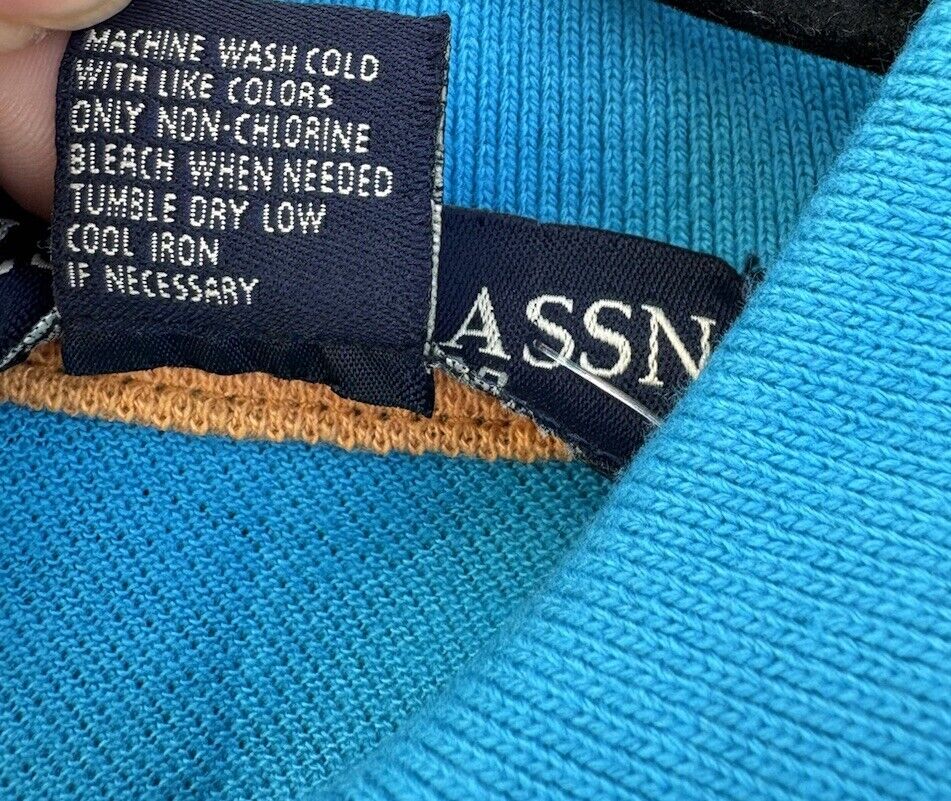 MACHINE WASH COLD
WITH LIKE COLORS
ONLY NON-CHLORINE
BLEACH WHEN NEEDED
TUMBLE DRY LOW
COOL IRON
IF NECESSARY
ASSN